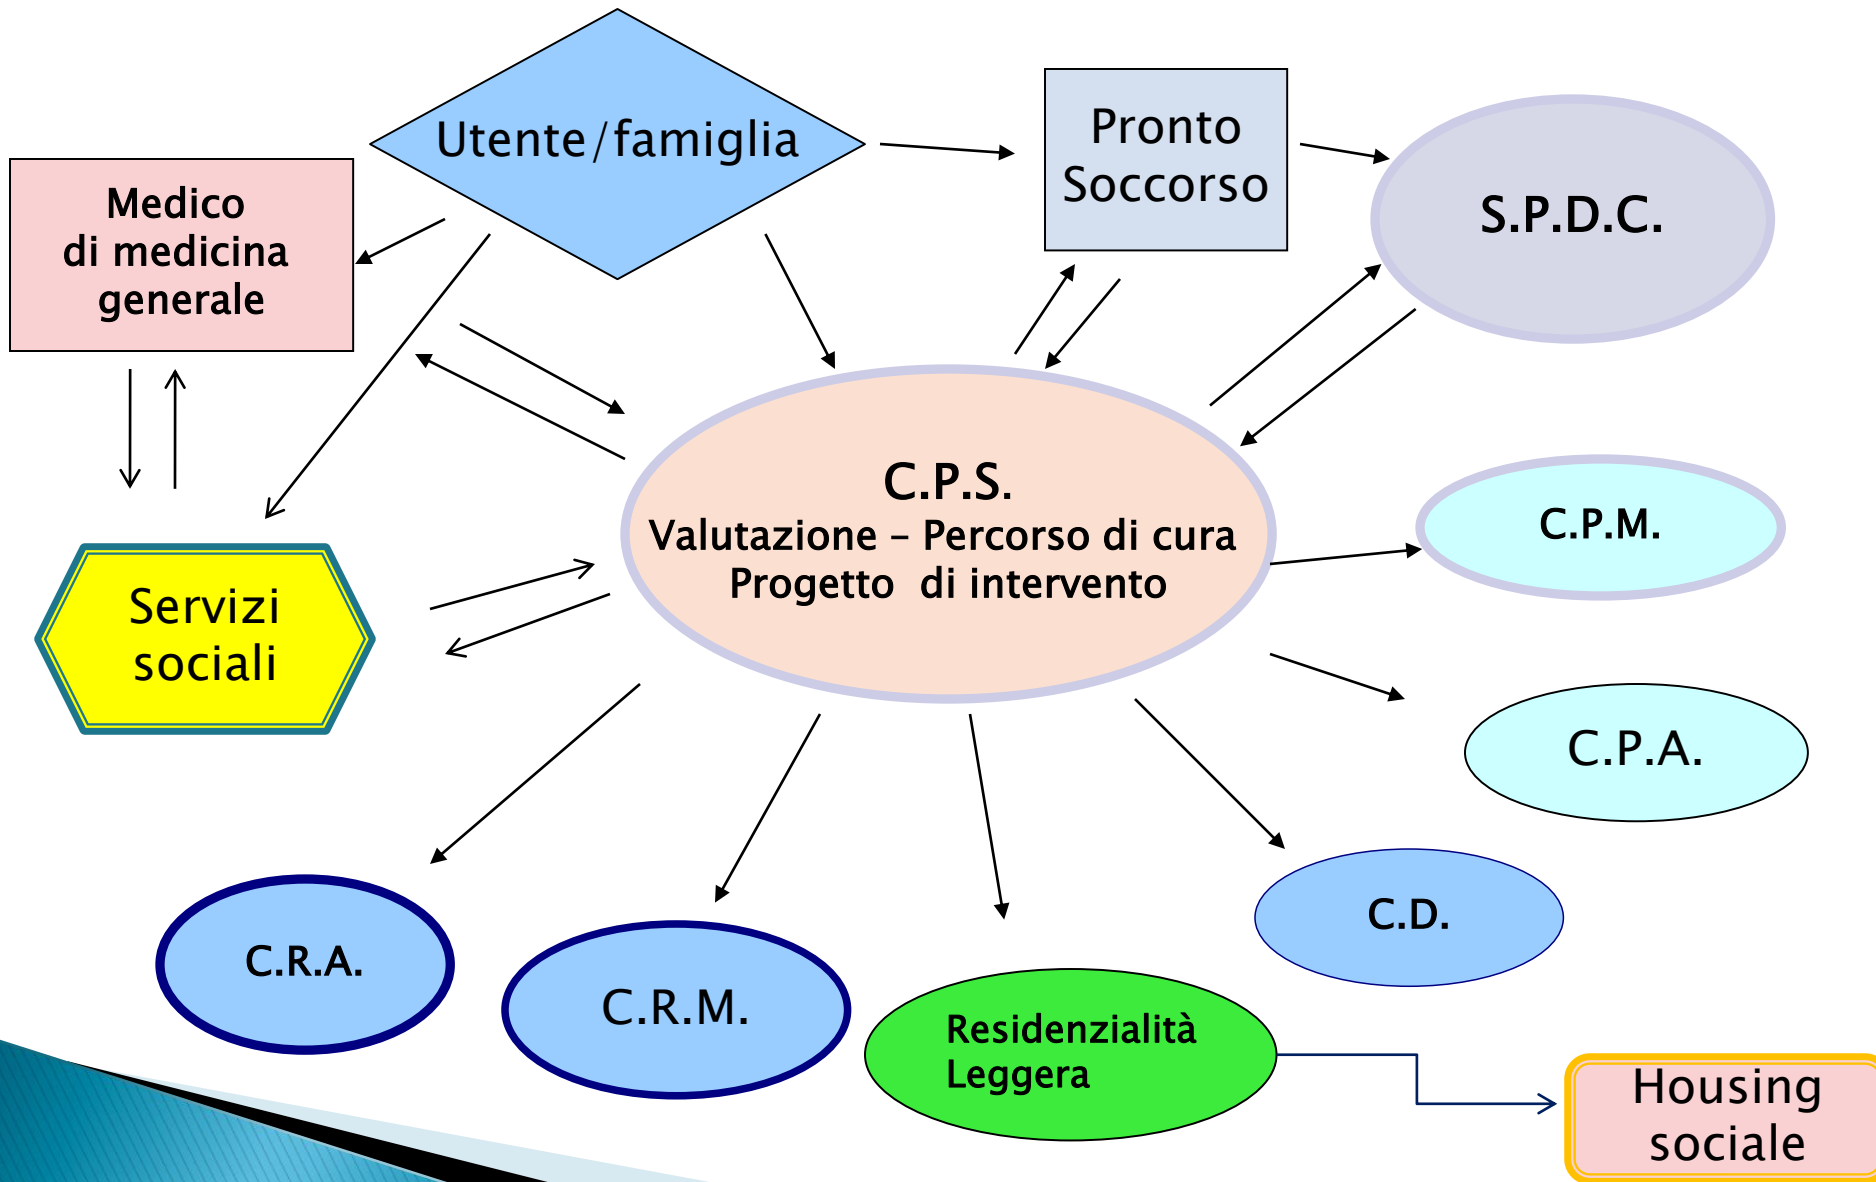 Utente/famiglia
Pronto
Soccorso
S.P.D.C.
Medico
di medicina
generale
C.P.S.
Valutazione – Percorso di cura
Progetto di intervento
C.P.M.
Servizi
sociali
C.P.A.
C.D.
C.R.A.
C.R.M.
Residenzialità
Leggera
Housing
sociale